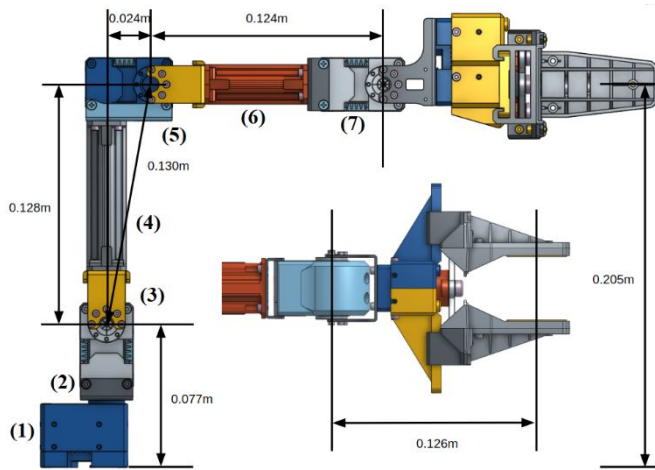 0.024m
0.124m
(5)
(6)
(7)
0.130m
0.128m
(4)
(3)
0.205m
(2)
0.077m
(1)
0.126m